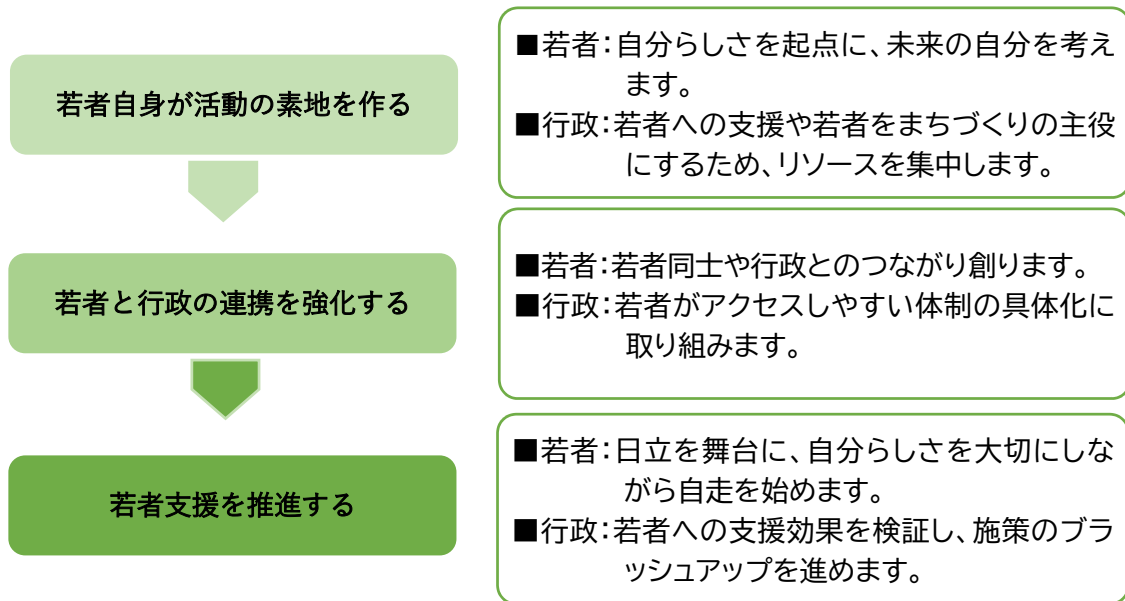 若者自身が活動の素地を作る
■若者：自分らしさを起点に、未来の自分を考え
ます。
■行政：若者への支援や若者をまちづくりの主役
にするため、リソースを集中します。
若者と行政の連携を強化する
■若者：若者同士や行政とのつながり創ります。
■行政：若者がアクセスしやすい体制の具体化に
取り組みます。
若者支援を推進する
■若者：日立を舞台に、自分らしさを大切にしな
がら自走を始めます。
■行政：若者への支援効果を検証し、施策のブラ
ッシュアップを進めます。